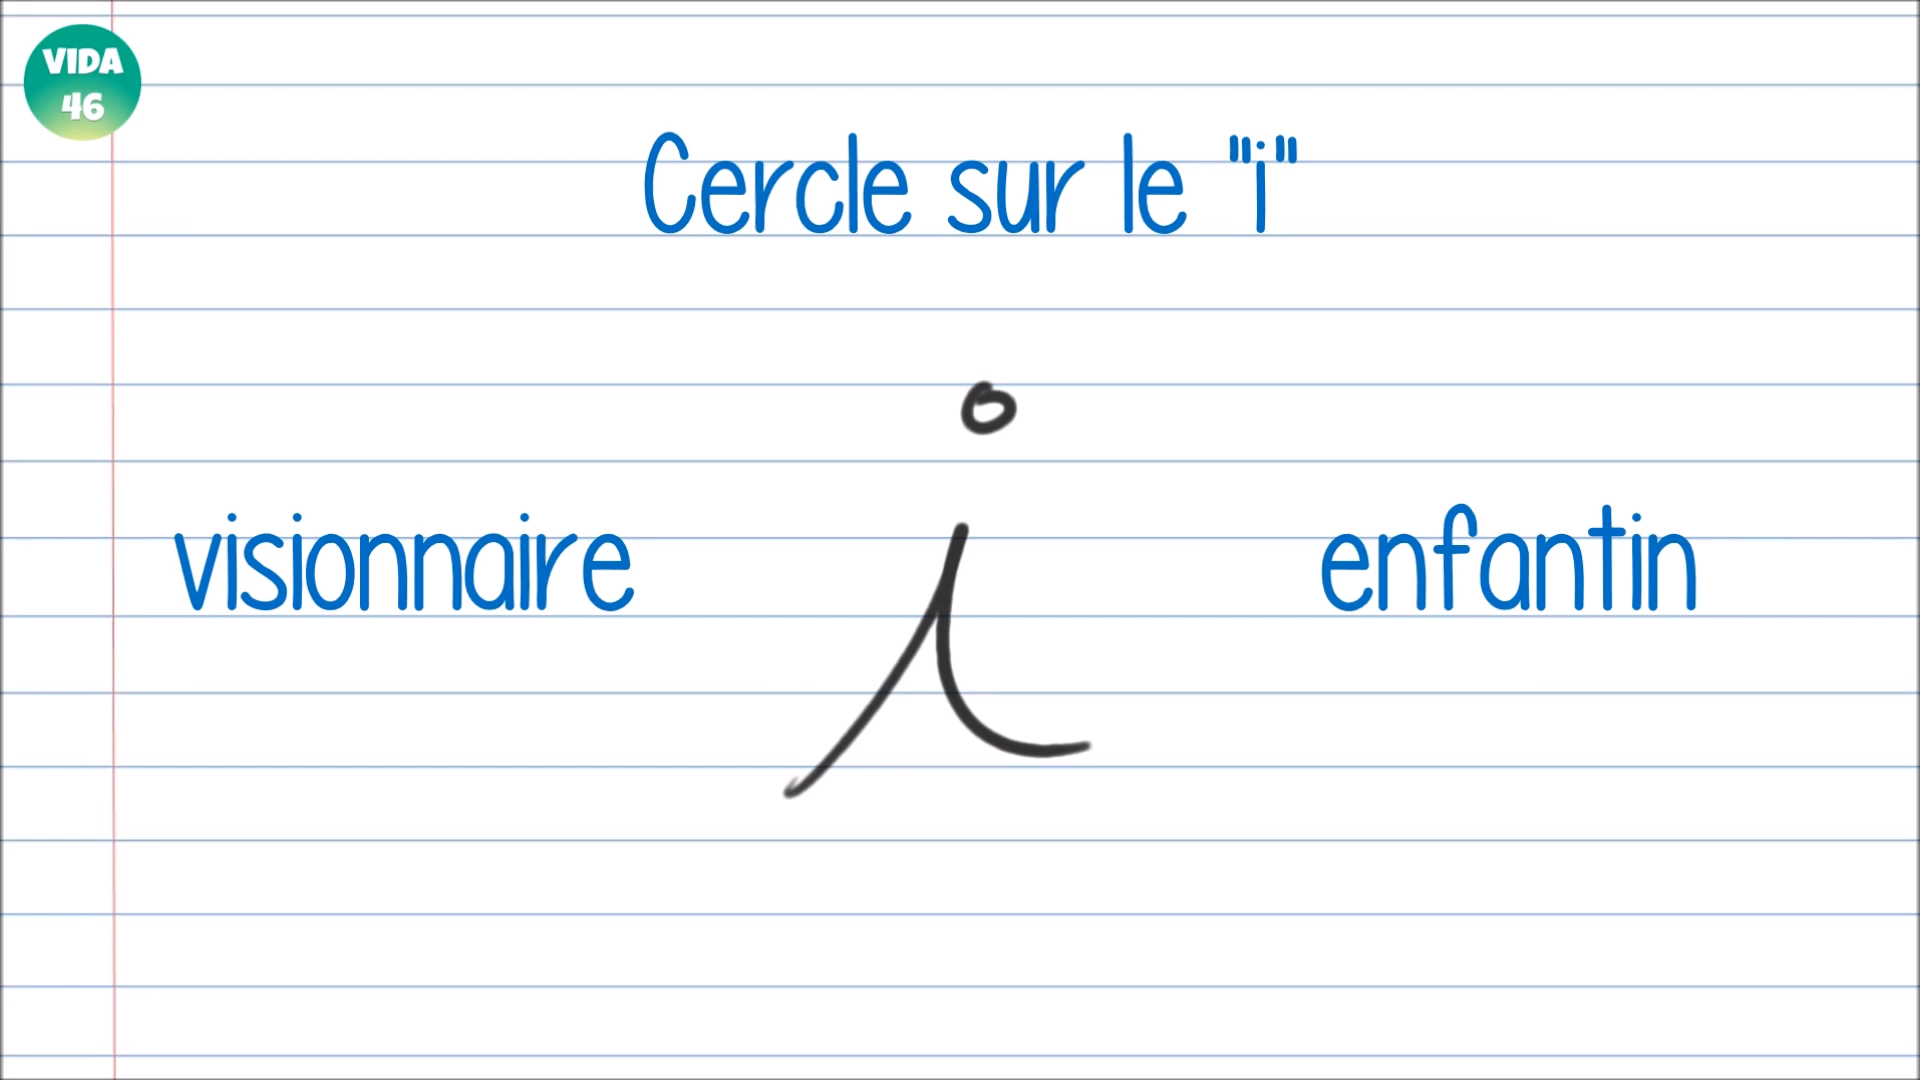 VIDA
46
Cercle sur le "i"
i
visionnaire
enfantin